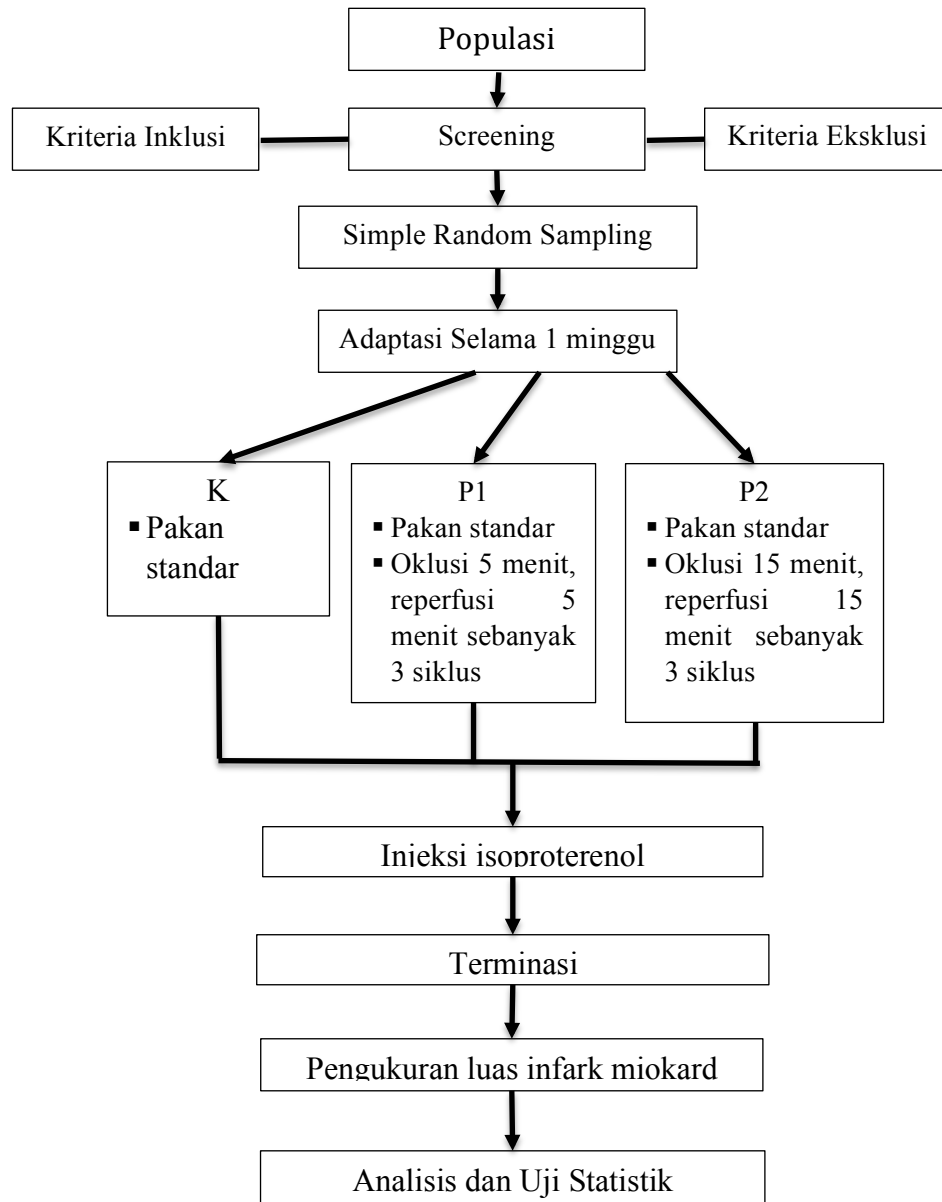 Populasi
Kriteria Inklusi
Screening
Kriteria Eksklusi
Simple Random Sampling
Adaptasi Selama 1 minggu
K
▪ Pakan
standar
P1
▪ Pakan standar
▪ Oklusi 5 menit,
reperfusi 5
menit sebanyak
3 siklus
P2
▪ Pakan standar
▪ Oklusi 15 menit,
reperfusi 15
menit sebanyak
3 siklus
Injeksi isoproterenol
Terminasi
Pengukuran luas infark miokard
Analisis dan Uji Statistik